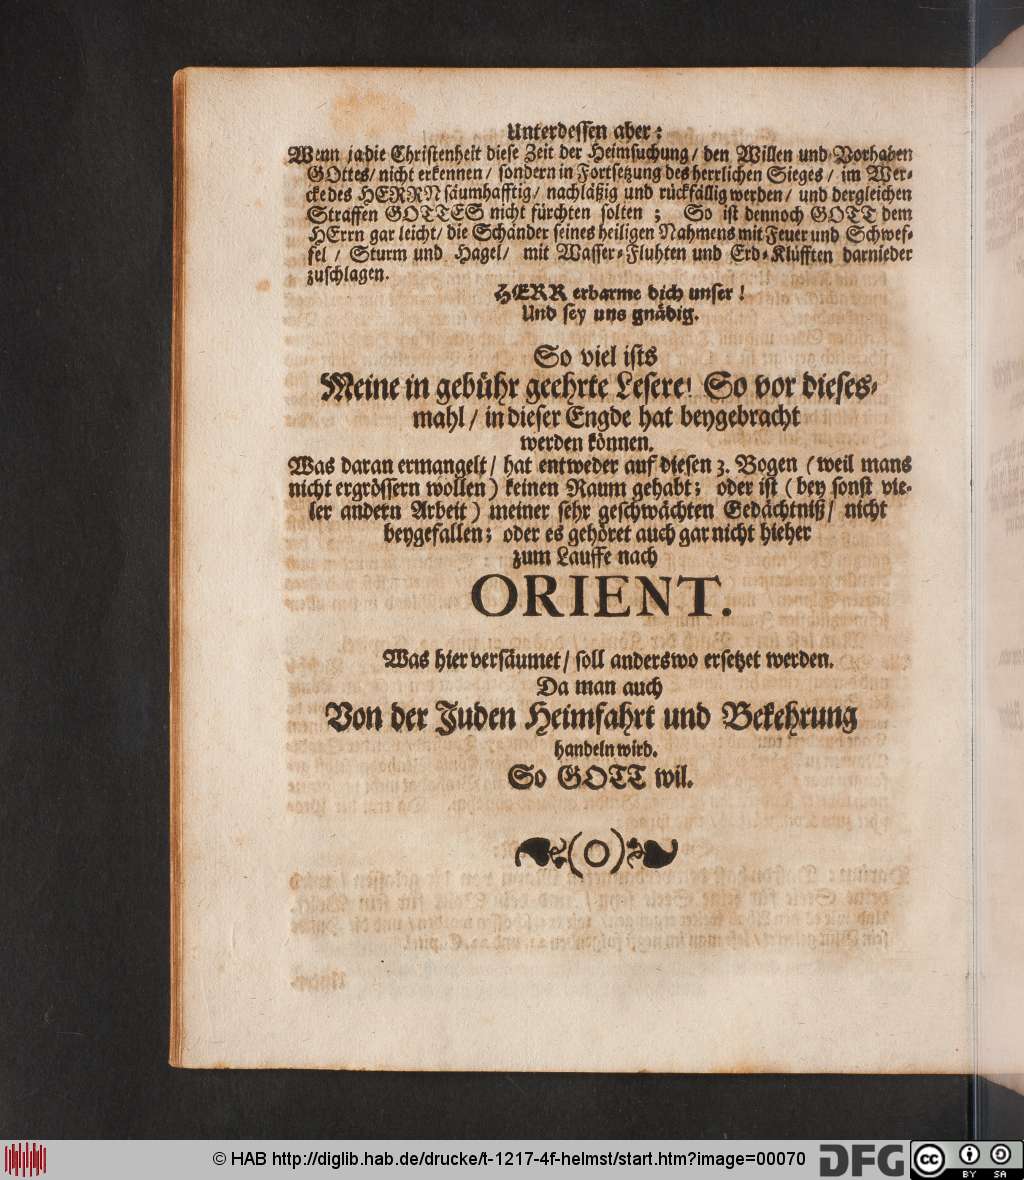 Unterdessen aber:
Wenn ja die Christenheit diese Zeit der Heimsuchung/ den Willen und Vorhaben
GOttes/ nicht erkennen/ sondern in Fortsetzung des herrlichen Sieges/ im Wer-
cke des HERRN säumhafftig/ nachläßig und rückfällig werden/ und dergleichen
Straffen GOTTES nicht fürchten solten; So ist dennoch GOTT dem
HErrn gar leicht/ die Schänder seines heiligen Nahmens mit Feuer und Schwef-
fel/ Sturm und Hagel/ mit Wasser-Fluhten und Erd-Klüfften darnieder
zuschlagen.
HERR erbarme dich unser!
Und sey uns gnädig.
So viel ists
Meine in gebühr geehrte Lesere! So vor dieses-
mahl/ in dieser Engde hat beygebracht
werden können.
Was daran ermangelt/ hat entweder auf diesen 3. Bogen (weil mans
nicht ergrössern wollen) keinen Raum gehabt; oder ist (bey sonst vie-
ler andern Arbeit) meiner sehr geschwächten Gedächtniß/ nicht
beygefallen; oder es gehöret auch gar nicht hieher
zum Lauffe nach
ORIENT.
Was hier versäumet/ soll anderswo ersetzet werden.
Da man auch
Von der Juden Heimfahrt und Bekehrung
handeln wird.
So GOTT wil.
© HAB http://diglib.hab.de/drucke/t-1217-4f-helmst/start.htm?image=00070
DFG
cc BY SA